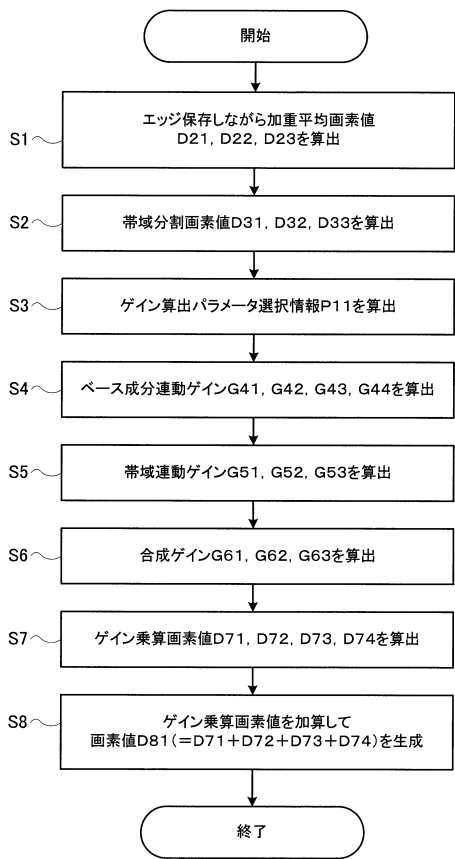 開始
S1
エッジ保存しながら加重平均画素値
D21, D22, D23を算出
S2
帯域分割画素値D31, D32, D33を算出
S3
ゲイン算出パラメータ選択情報P11を算出
S4
ベース成分連動ゲインG41, G42, G43, G44を算出
S5
帯域連動ゲインG51, G52, G53を算出
S6
合成ゲインG61, G62, G63を算出
S7
ゲイン乗算画素値D71, D72, D73, D74を算出
S8
ゲイン乗算画素値を加算して
画素値D81(=D71+D72+D73+D74)を生成
終了